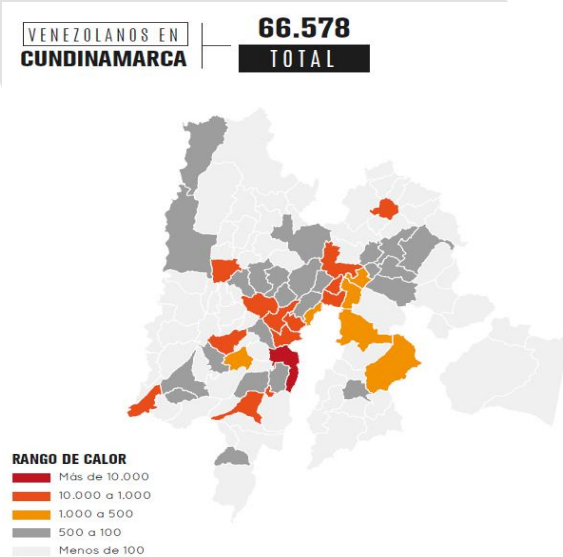 VENEZOLANOS EN
CUNDINAMARCA
66.578
TOTAL
RANGO DE CALOR
Más de 10.000
10.000 a 1.000
1.000 a 500
500 a 100
Menos de 100